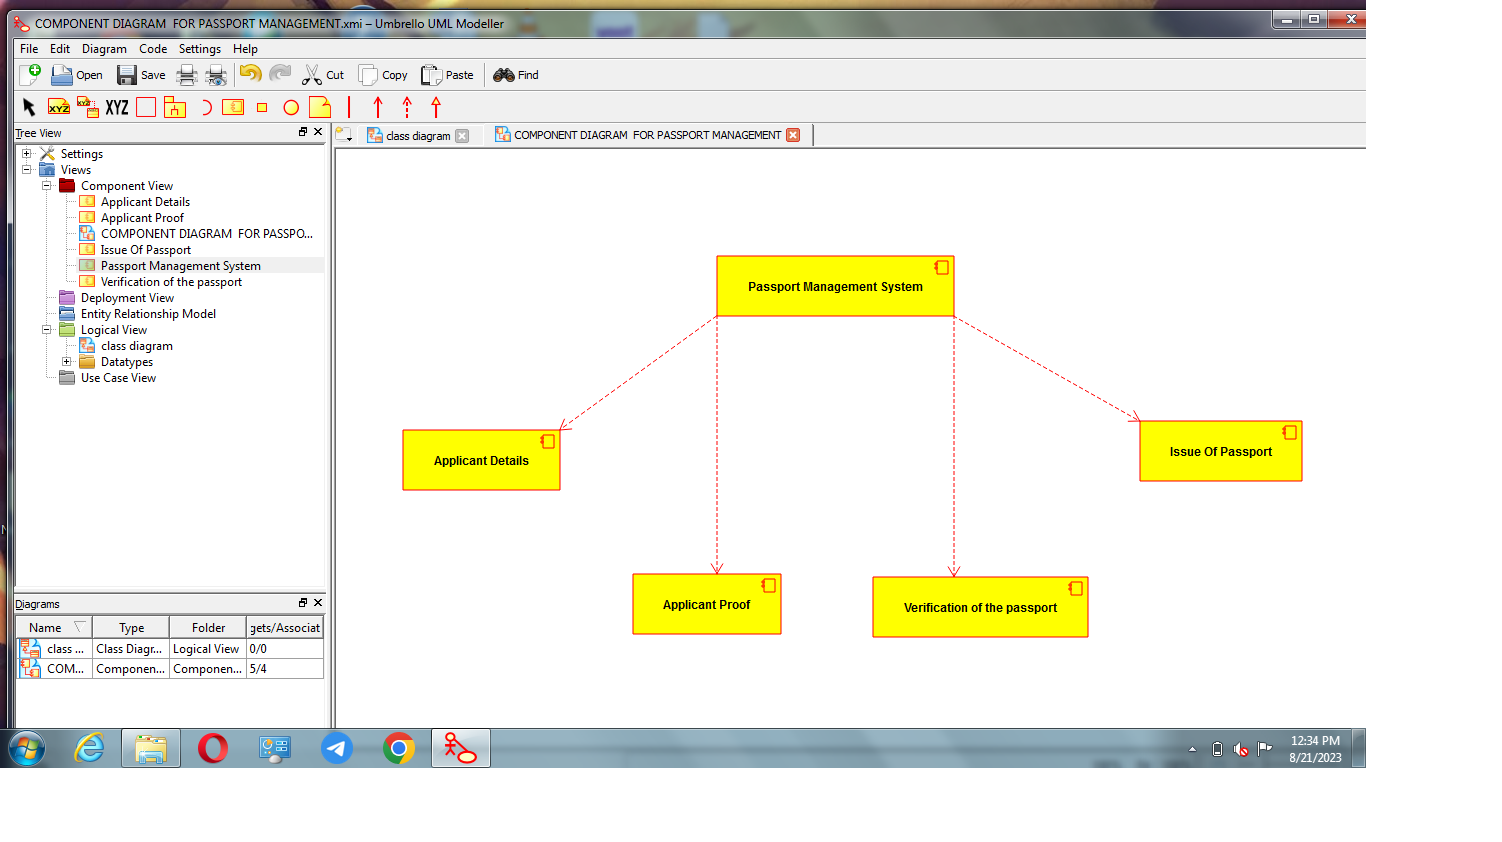 COMPONENT DIAGRAM  FOR PASSPORT MANAGEMENT.xmi – Umbrello UML Modeller
File Edit Diagram Code Settings Help
Open Save Cut Copy Paste Find
XYZ XYZ XYZ
Tree View
class diagram
COMPONENT DIAGRAM  FOR PASSPORT MANAGEMENT
Settings
Views
Component View
Applicant Details
Applicant Proof
COMPONENT DIAGRAM  FOR PASSPO...
Issue Of Passport
Passport Management System
Verification of the passport
Deployment View
Entity Relationship Model
Logical View
class diagram
Datatypes
Use Case View
Passport Management System
Applicant Details
Issue Of Passport
Applicant Proof
Verification of the passport
Diagrams
Name Type Folder gets/Associat
class ... Class Diagr... Logical View 0/0
COM... Componen... Componen... 5/4
12:34 PM
8/21/2023